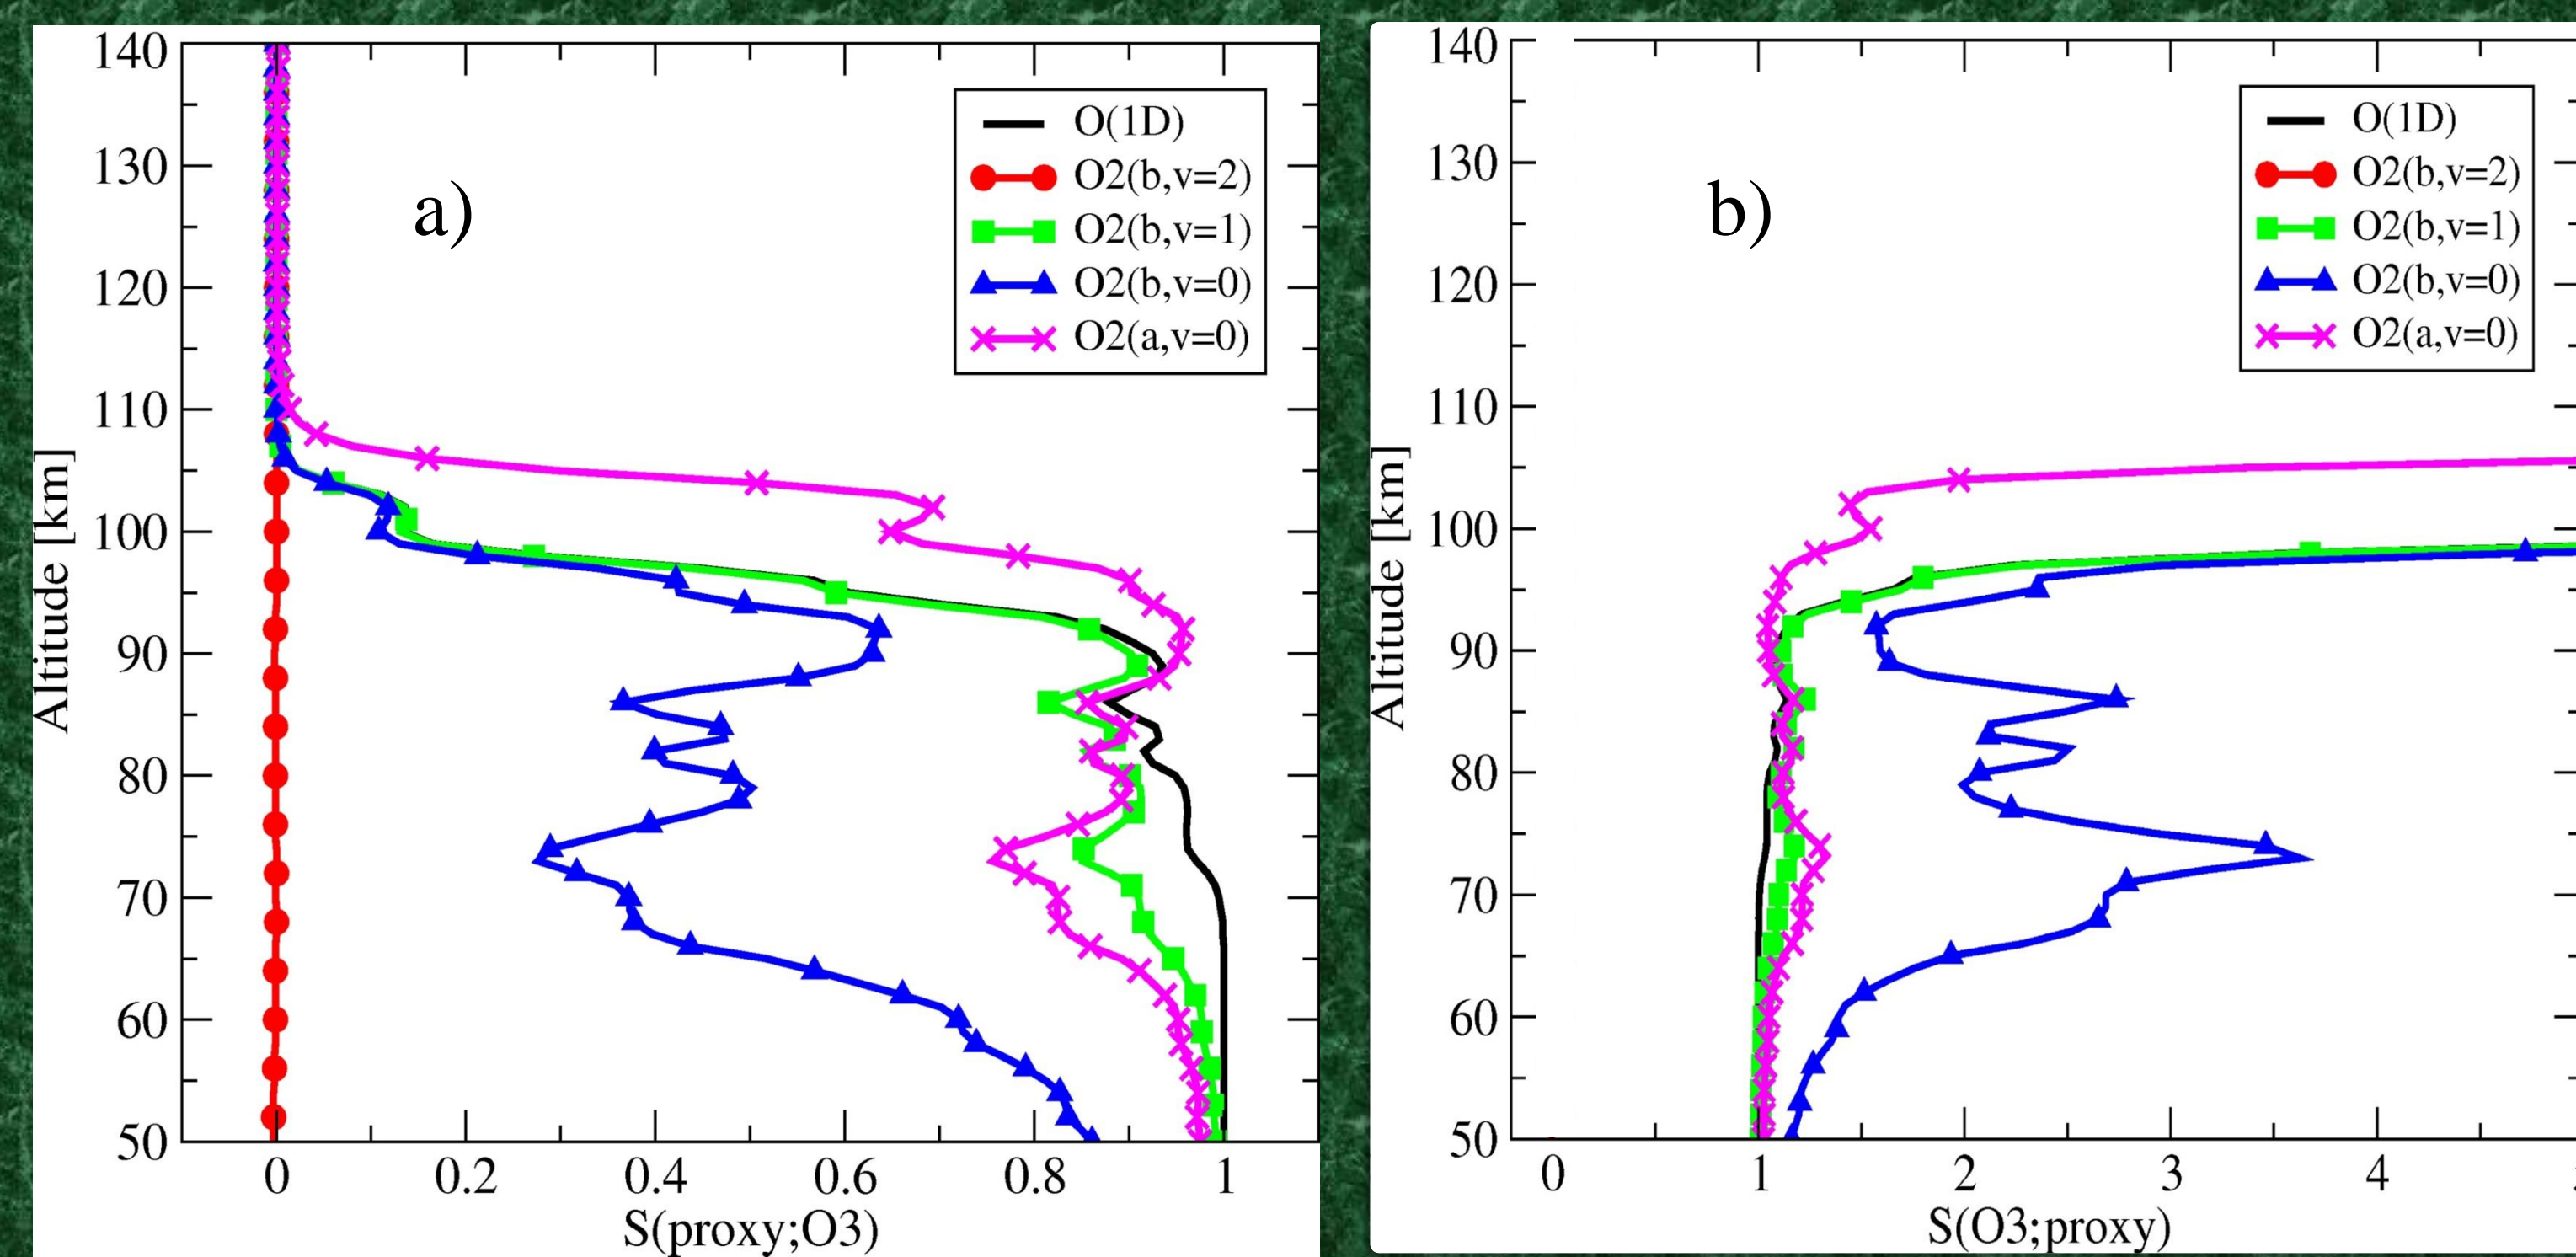 140
130
120
110
100
90
80
70
60
50
Altitude [km]
a)
O(1D)
O2(b,v=2)
O2(b,v=1)
O2(b,v=0)
O2(a,v=0)
0 0.2 0.4 0.6 0.8 1
S(proxy;O3)
140
130
120
110
100
90
80
70
60
50
Altitude [km]
b)
O(1D)
O2(b,v=2)
O2(b,v=1)
O2(b,v=0)
O2(a,v=0)
0 1 2 3 4
S(O3;proxy)